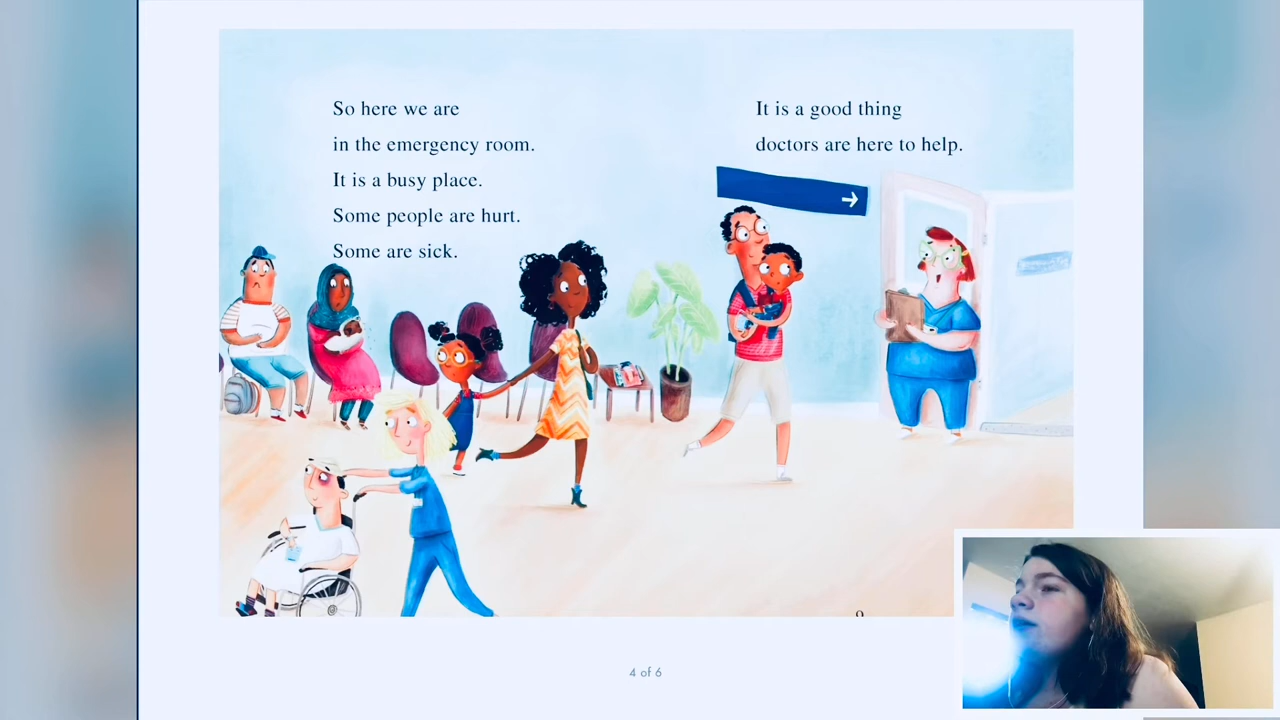 So here we are
in the emergency room.
It is a busy place.
Some people are hurt.
Some are sick.
It is a good thing
doctors are here to help.
4 of 6